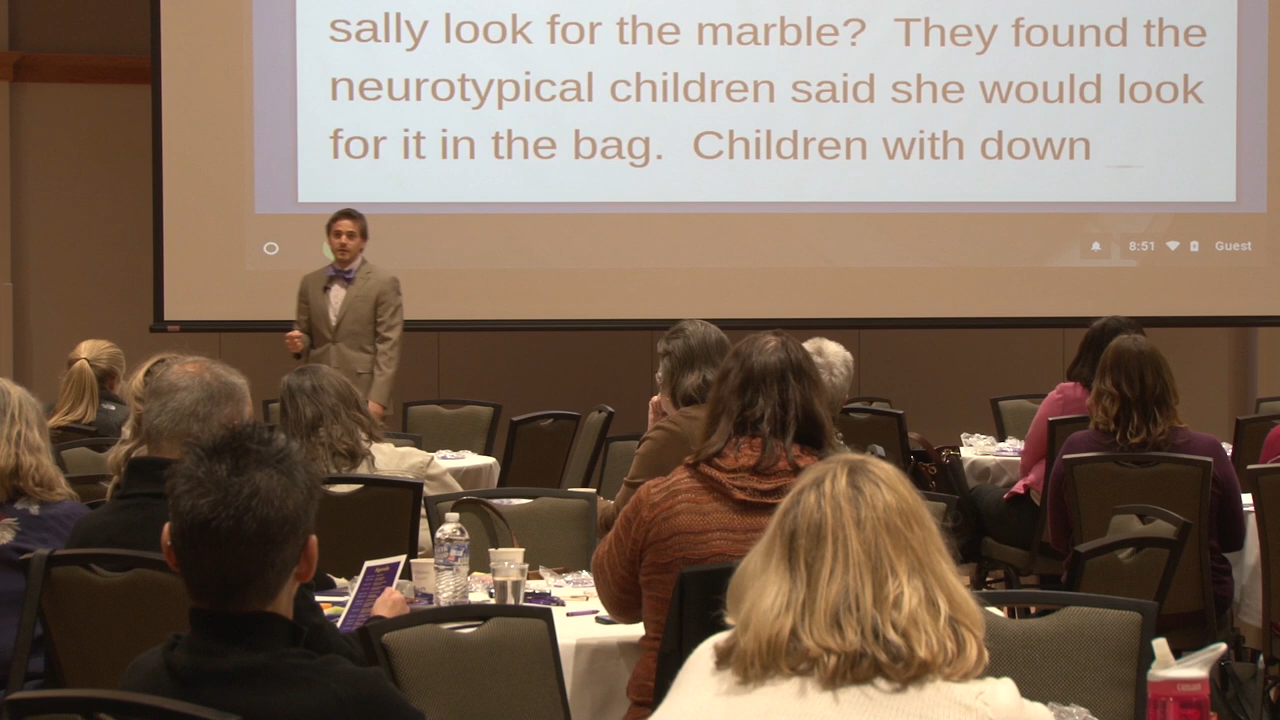 sally look for the marble?  They found the
neurotypical children said she would look
for it in the bag.  Children with down
8:51 Guest